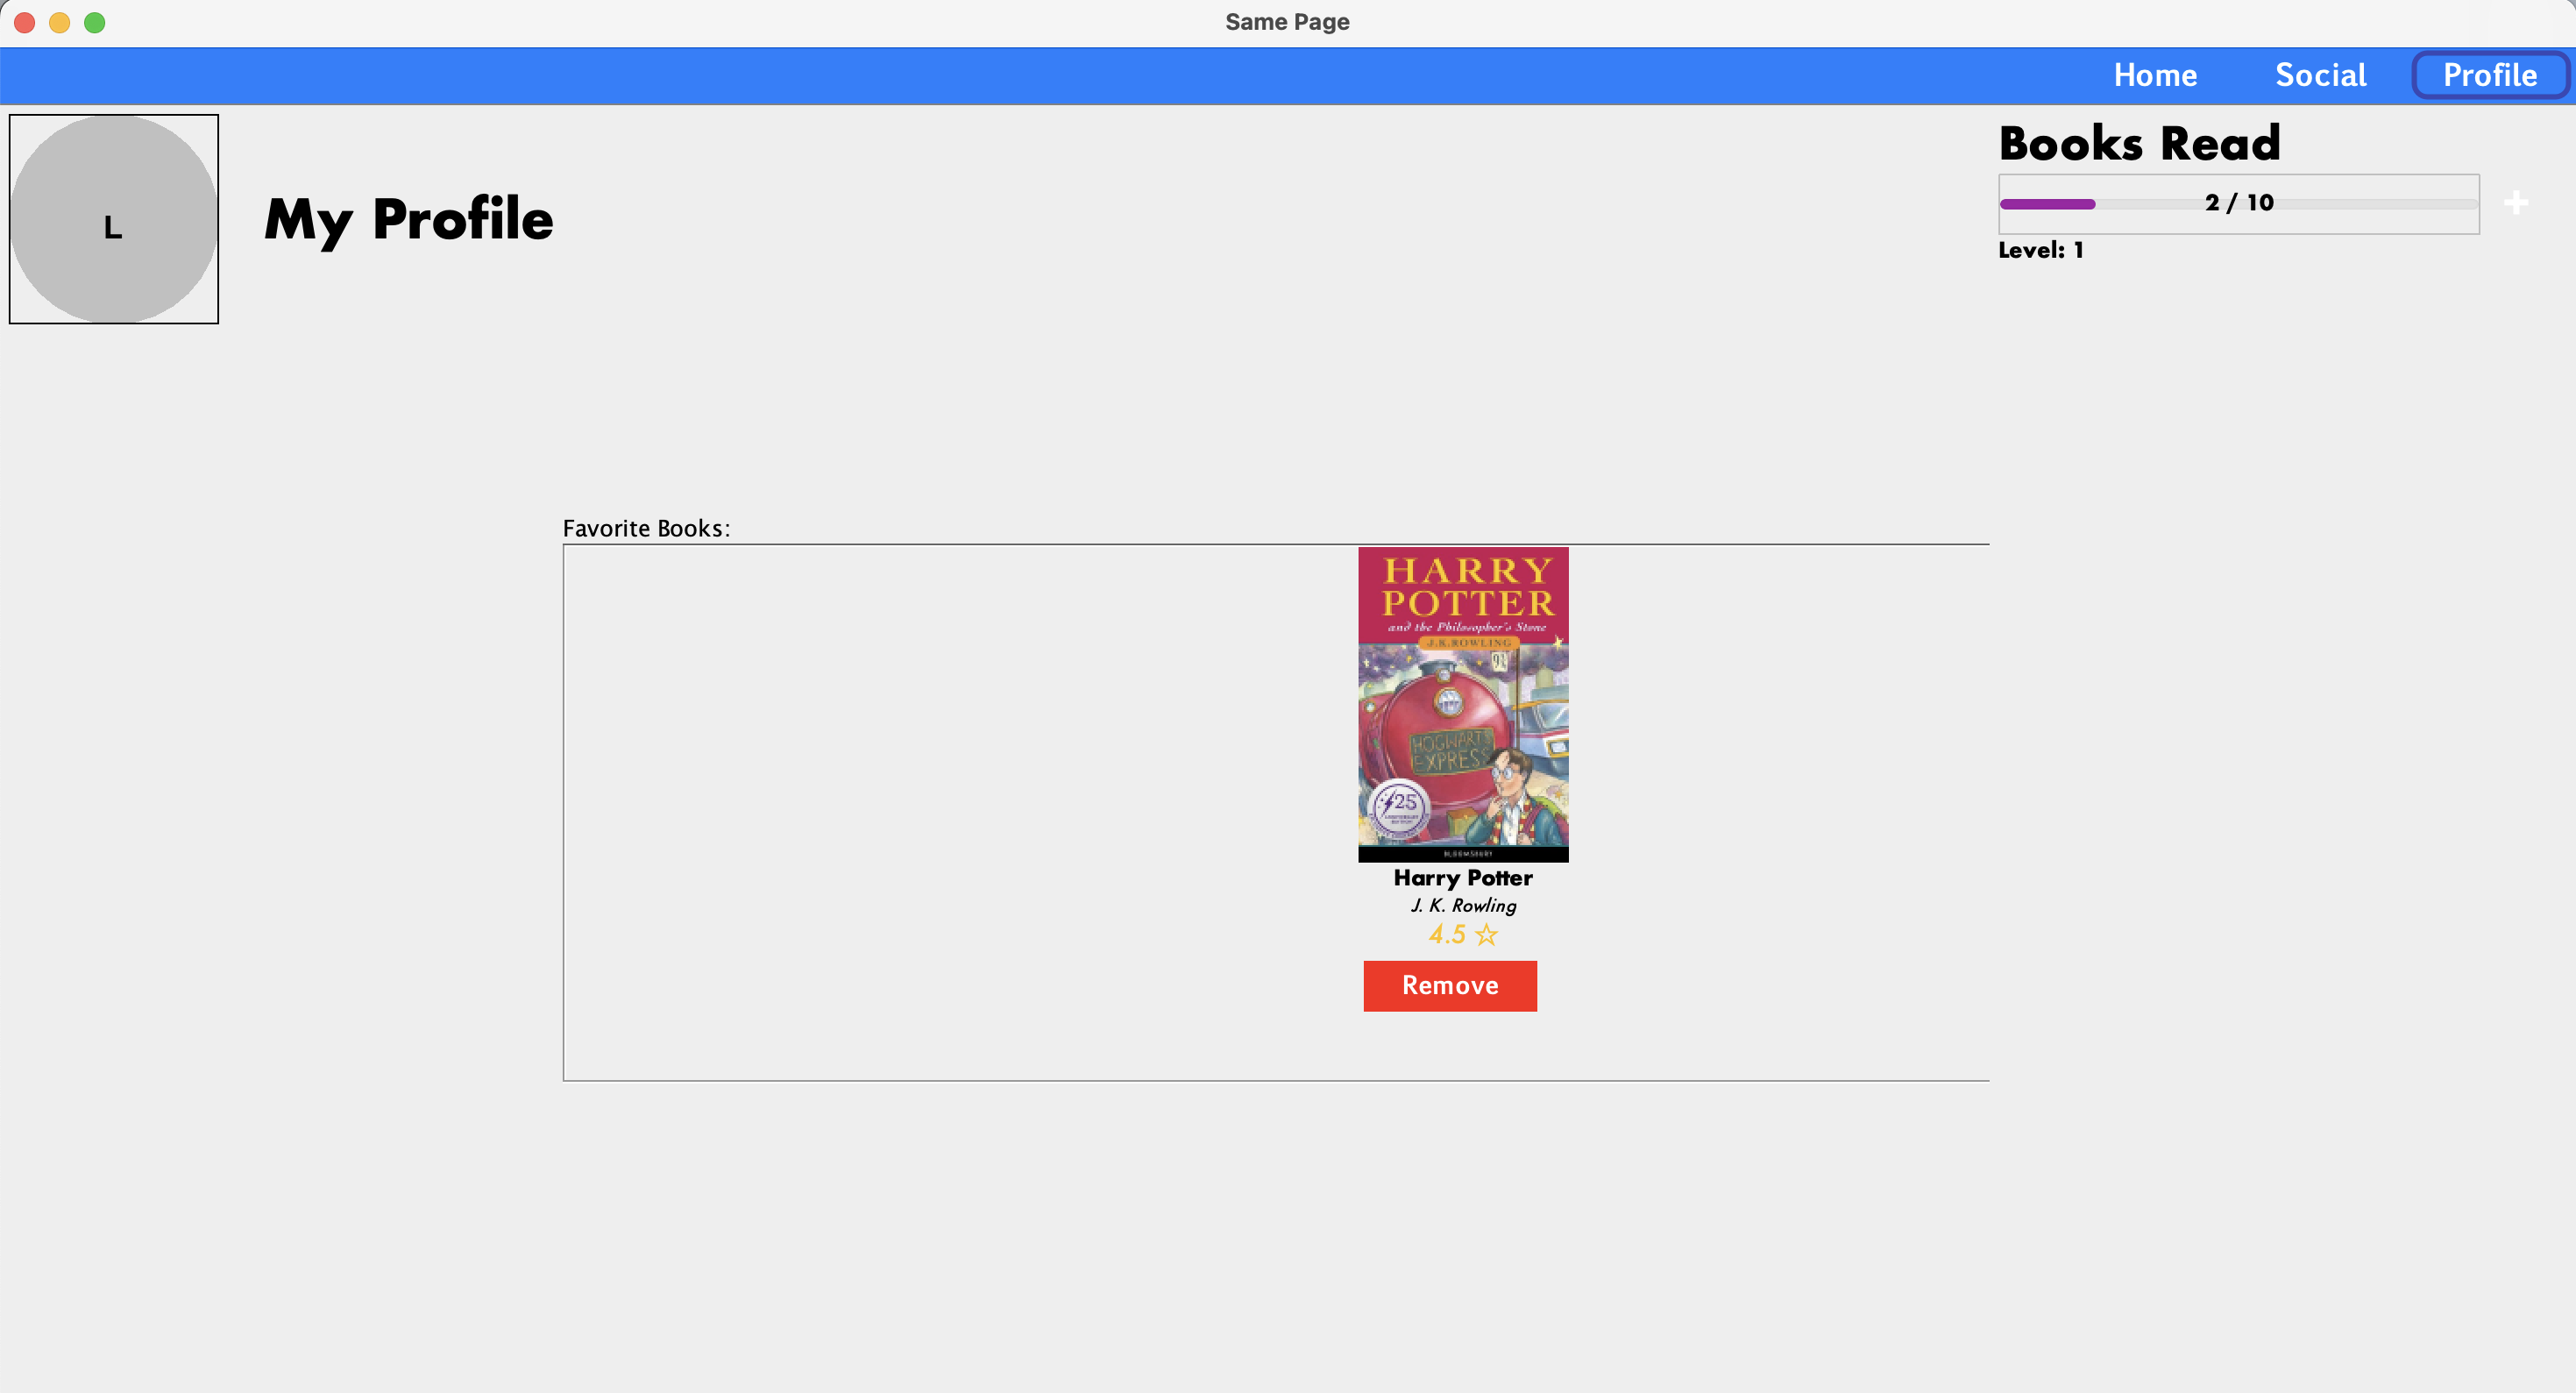 Same Page
Home Social Profile
L
My Profile
Books Read
2 / 10 +
Level: 1
Favorite Books:
HARRY
POTTER
and the Philosopher's Stone
J.K.ROWLING
HOGWARTS
EXPRESS
25
BLOOMSBURY
Harry Potter
J. K. Rowling
4.5 ☆
Remove